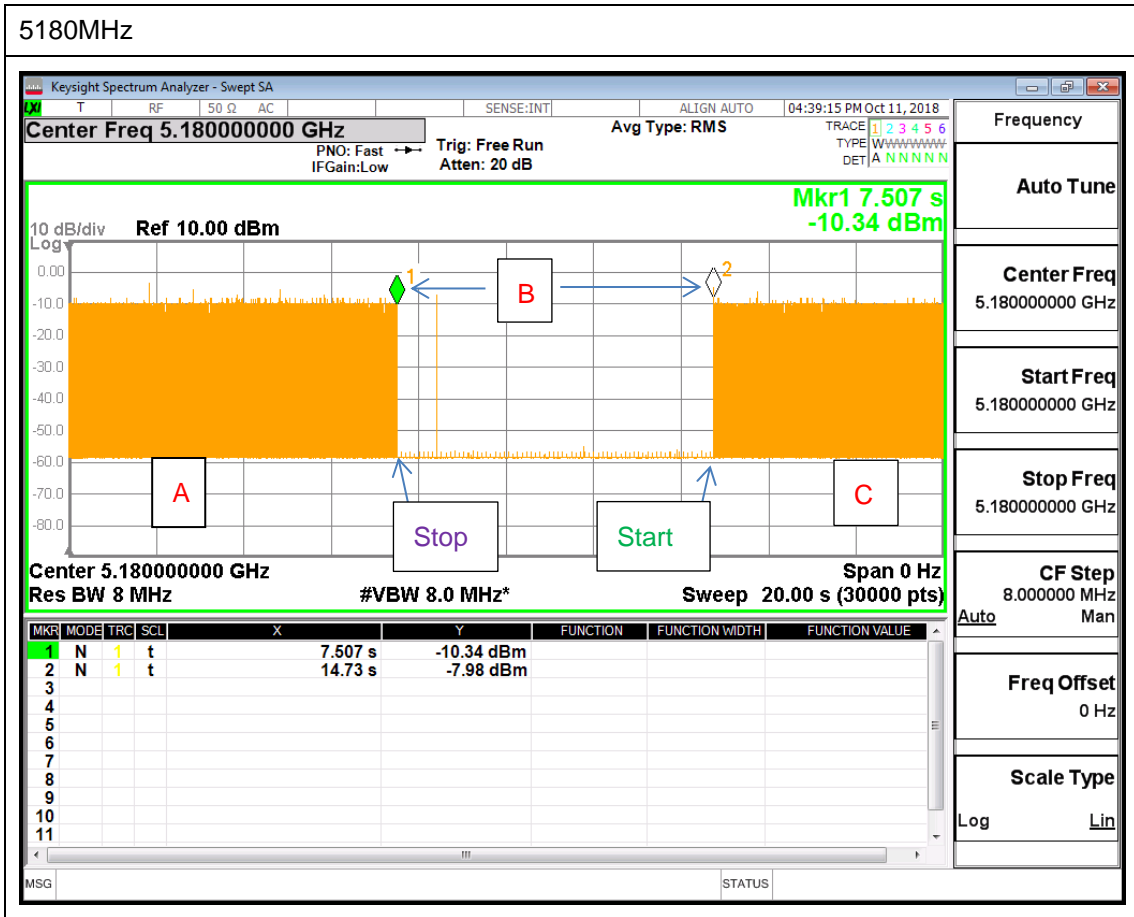 5180MHz
Keysight Spectrum Analyzer - Swept SA
LXI T RF 50 Ω AC SENSE:INT ALIGN AUTO 04:39:15 PM Oct 11, 2018
Center Freq 5.180000000 GHz
PNO: Fast
IFGain:Low
Trig: Free Run
Atten: 20 dB
Avg Type: RMS
TRACE 1 2 3 4 5 6
TYPE WWWWWWW
DET A N N N N N
Mkr1 7.507 s
-10.34 dBm
10 dB/div Ref 10.00 dBm
Log
0.00
-10.0
-20.0
-30.0
-40.0
-50.0
-60.0
-70.0
-80.0
1
2
B
A
C
Stop
Start
Center 5.180000000 GHz Span 0 Hz
Res BW 8 MHz #VBW 8.0 MHz* Sweep 20.00 s (30000 pts)
MKR MODE TRC SCL X Y FUNCTION FUNCTION WIDTH FUNCTION VALUE
1 N 1 t 7.507 s -10.34 dBm
2 N 1 t 14.73 s -7.98 dBm
3
4
5
6
7
8
9
10
11
MSG STATUS
Frequency
Auto Tune
Center Freq
5.180000000 GHz
Start Freq
5.180000000 GHz
Stop Freq
5.180000000 GHz
CF Step
8.000000 MHz
Auto Man
Freq Offset
0 Hz
Scale Type
Log Lin